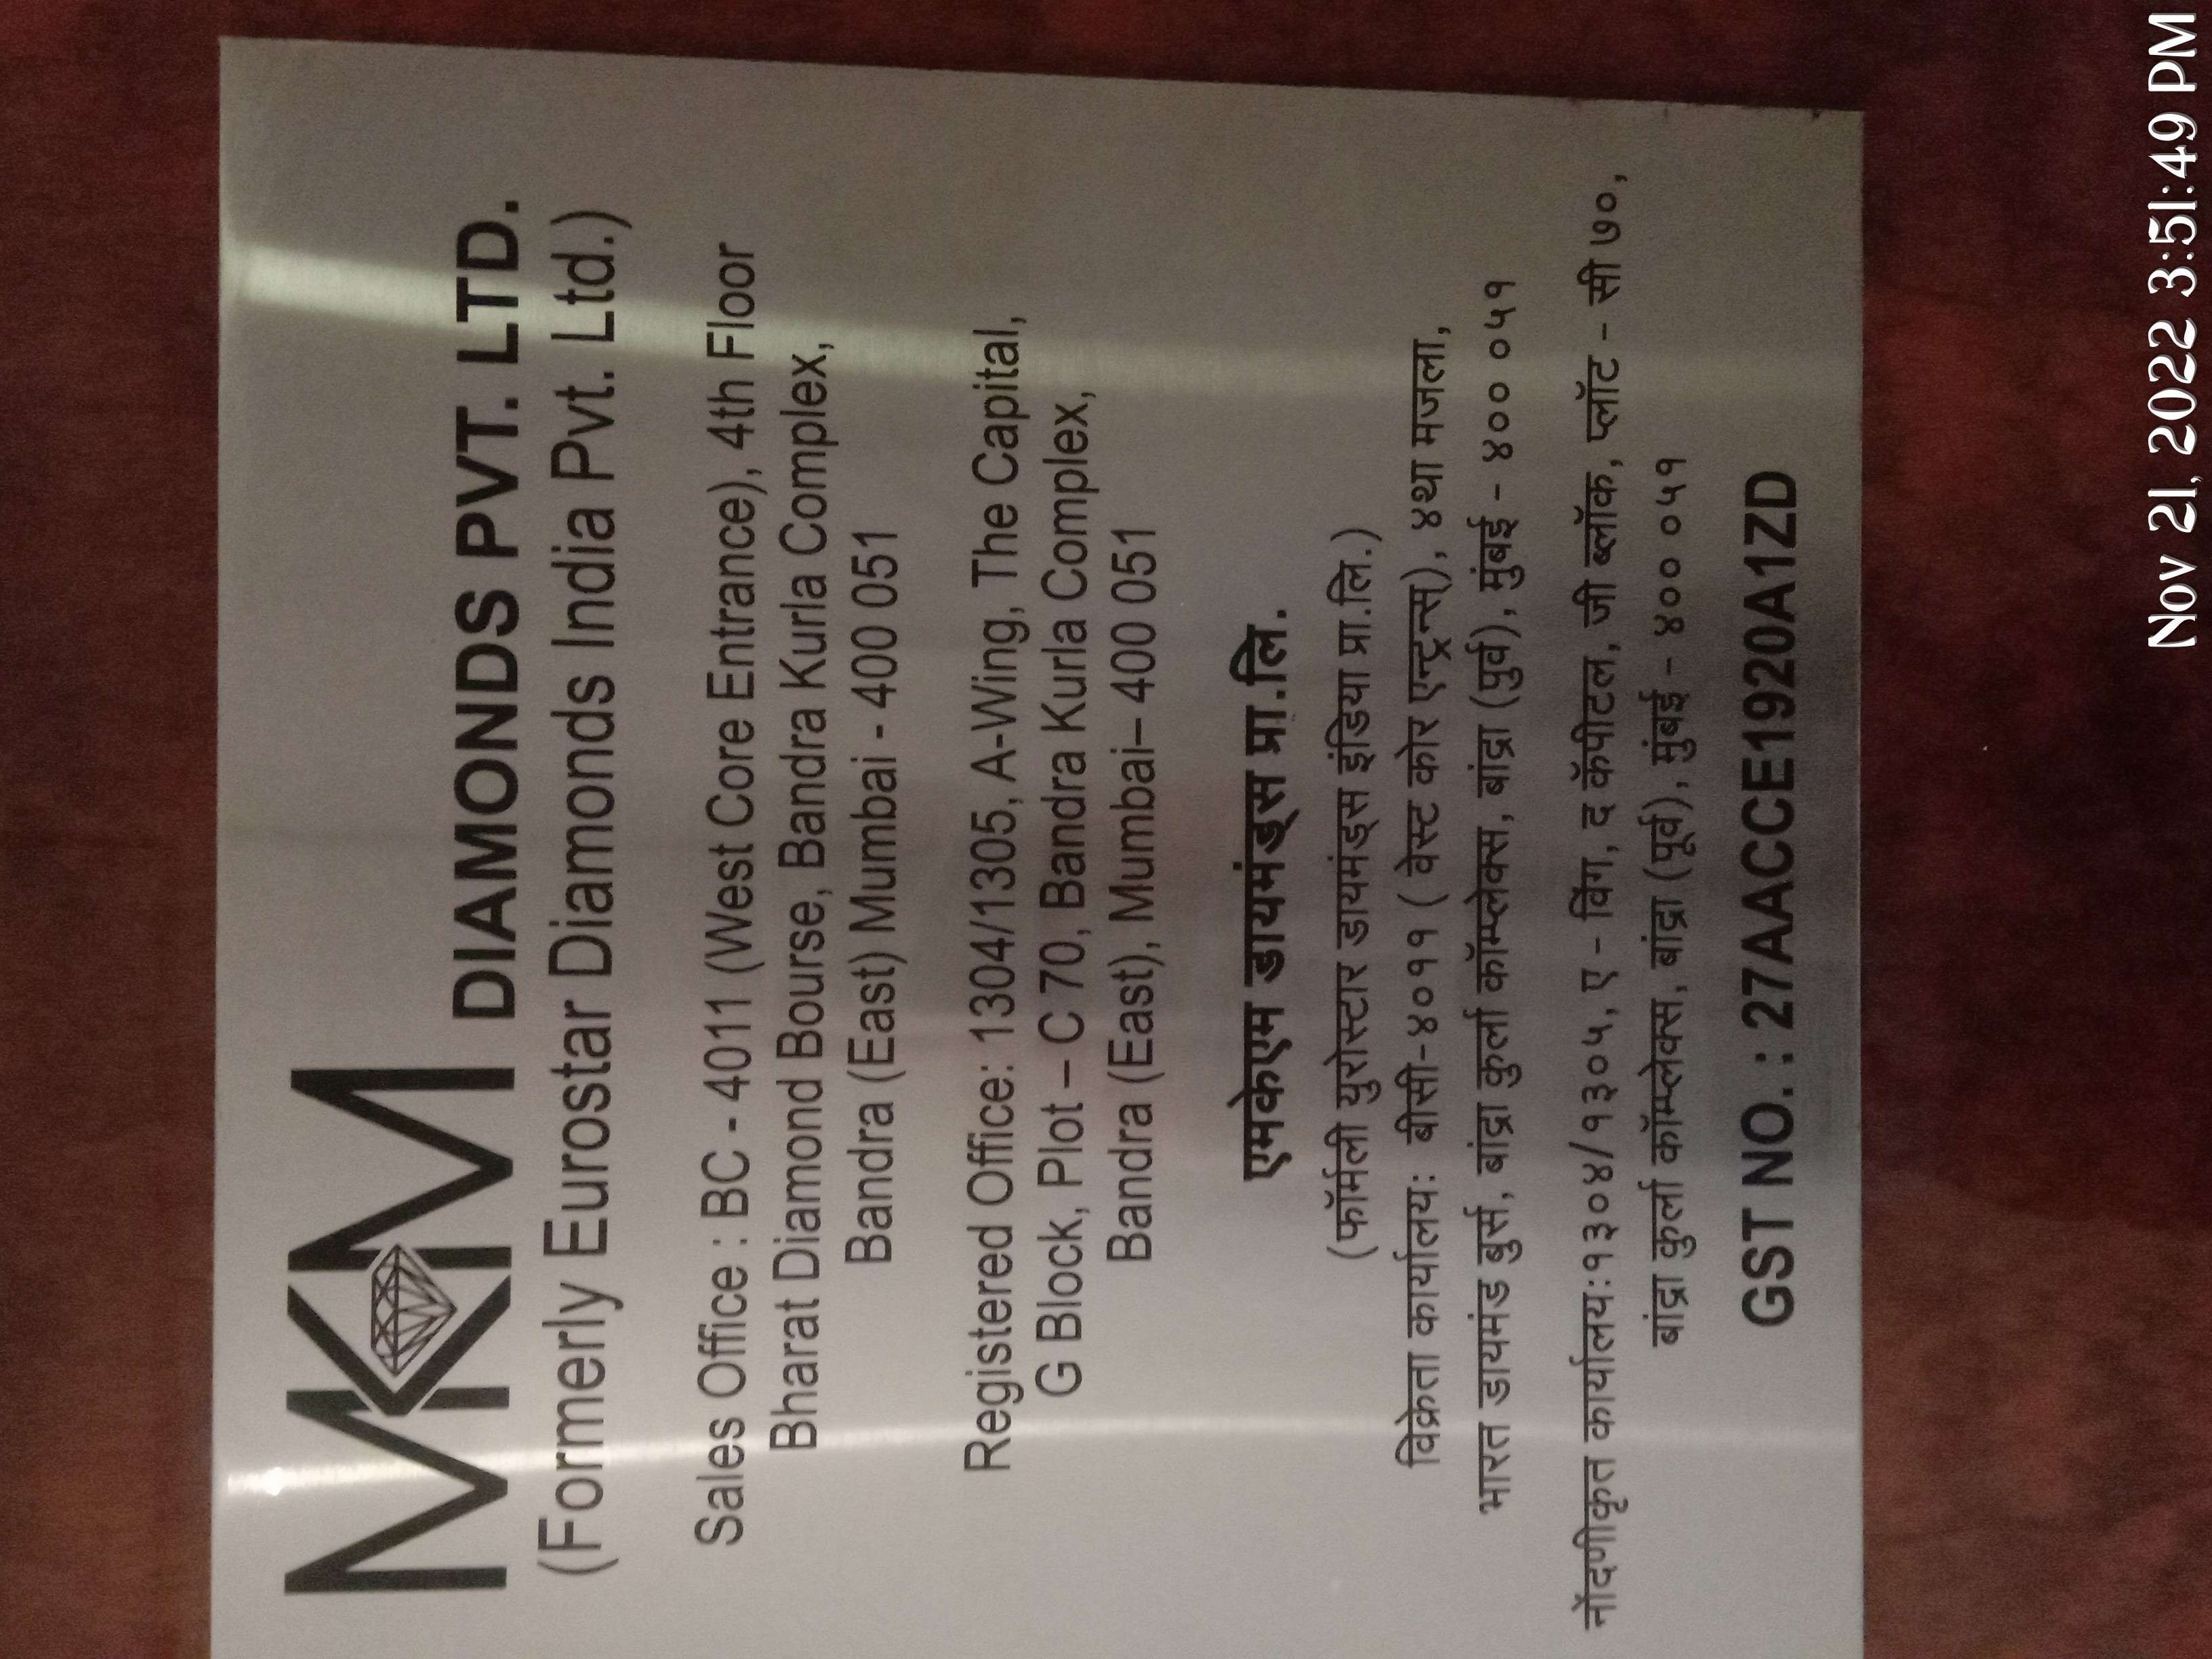 MKM DIAMONDS PVT. LTD.
(Formerly Eurostar Diamonds India Pvt. Ltd.)
Sales Office : BC - 4011 (West Core Entrance), 4th Floor
Bharat Diamond Bourse, Bandra Kurla Complex,
Bandra (East) Mumbai - 400 051
Registered Office: 1304/1305, A-Wing, The Capital,
G Block, Plot – C 70, Bandra Kurla Complex,
Bandra (East), Mumbai– 400 051
एमकेएम डायमंड्स प्रा.लि.
(फॉर्मली युरोस्टार डायमंड्स इंडिया प्रा.लि.)
विक्रेता कार्यालयः बीसी-४०११ ( वेस्ट कोर एन्ट्रन्स), ४था मजला,
भारत डायमंड बुर्स, बांद्रा कुर्ला कॉम्प्लेक्स, बांद्रा (पुर्व), मुंबई - ४०० ०५१
नोंदणीकृत कार्यालय:१३०४/१३०५, ए - विंग, द कॅपीटल, जी ब्लॉक, प्लॉट - सी ७०,
बांद्रा कुर्ला कॉम्प्लेक्स, बांद्रा (पूर्व), मुंबई - ४०० ०५१
GST NO. : 27AACCE1920A1ZD
Nov 21, 2022 3:51:49 PM